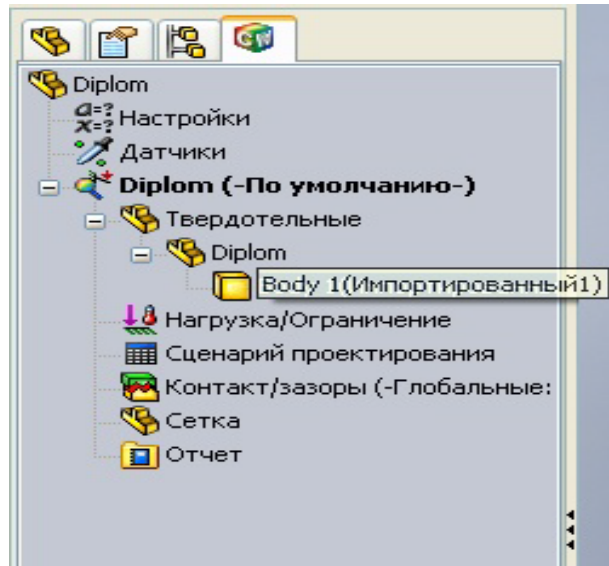 Diplom
a=?
x=?
Настройки
Датчики
Diplom (-По умолчанию-)
Твердотельные
Diplom
Body 1(Импортированный1)
Нагрузка/Ограничение
Сценарий проектирования
Контакт/зазоры (-Глобальные:
Сетка
Отчет